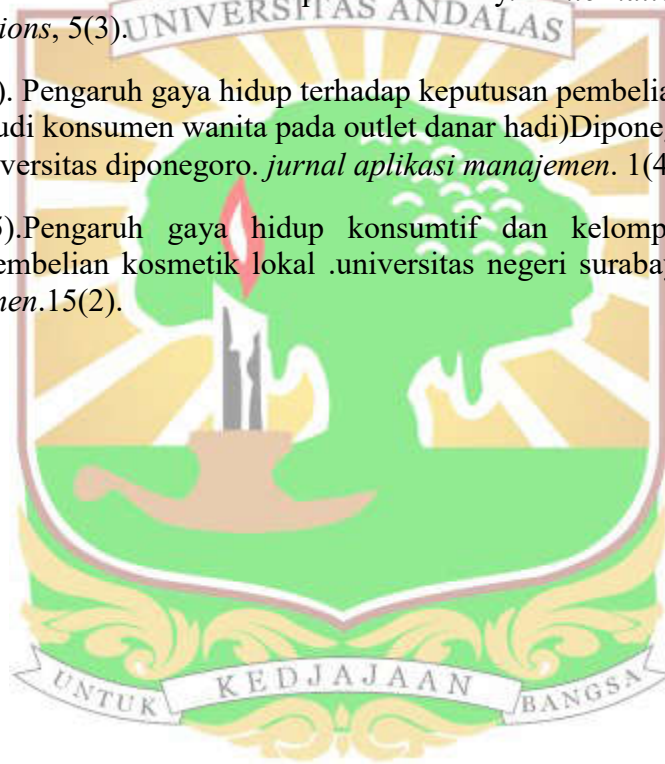 UNIVERSITAS ANDALAS
ions, 5(3).
). Pengaruh gaya hidup terhadap keputusan pembelia
udi konsumen wanita pada outlet danar hadi)Dipone
versitas diponegoro. jurnal aplikasi manajemen. 1(4
).Pengaruh gaya hidup konsumtif dan kelomp
embelian kosmetik lokal .universitas negeri suraba
men.15(2).
UNTUK KEDJAJAAN BANGSA